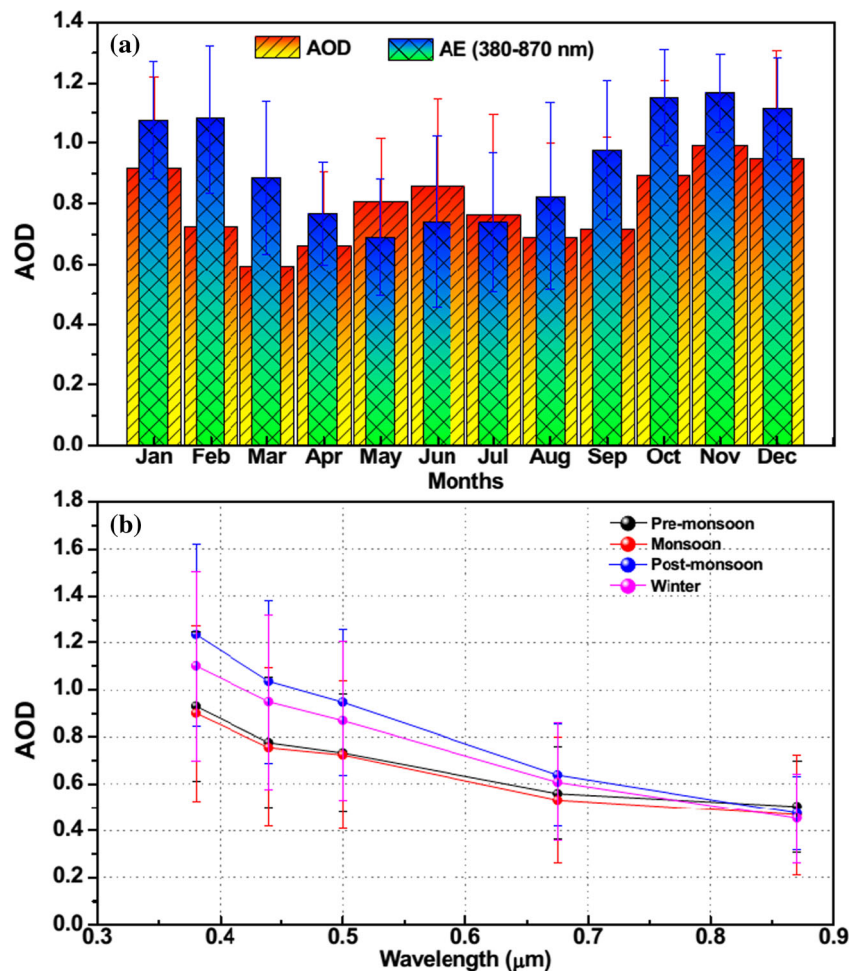 (a)
AOD
AE (380-870 nm)
AOD
1.4
1.2
1.0
0.8
0.6
0.4
0.2
0.0
Jan Feb Mar Apr May Jun Jul Aug Sep Oct Nov Dec
Months
(b)
Pre-monsoon
Monsoon
Post-monsoon
Winter
AOD
1.8
1.6
1.4
1.2
1.0
0.8
0.6
0.4
0.2
0.0
0.3 0.4 0.5 0.6 0.7 0.8 0.9
Wavelength (μm)